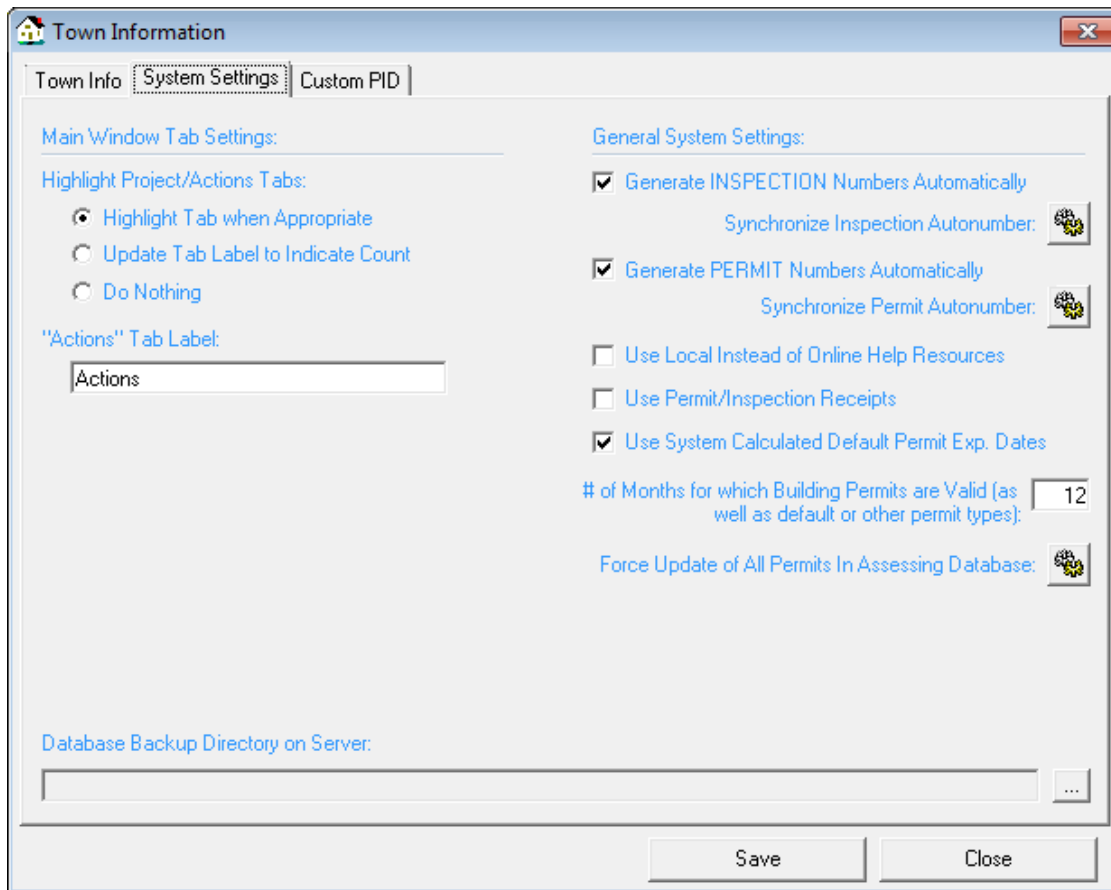 Town Information
Town Info
System Settings
Custom PID
Main Window Tab Settings:
Highlight Project/Actions Tabs:
Highlight Tab when Appropriate
Update Tab Label to Indicate Count
Do Nothing
"Actions" Tab Label:
Actions
General System Settings:
Generate INSPECTION Numbers Automatically
Synchronize Inspection Autonumber:
Generate PERMIT Numbers Automatically
Synchronize Permit Autonumber:
Use Local Instead of Online Help Resources
Use Permit/Inspection Receipts
Use System Calculated Default Permit Exp. Dates
# of Months for which Building Permits are Valid (as
well as default or other permit types):
12
Force Update of All Permits In Assessing Database:
Database Backup Directory on Server:
...
Save
Close